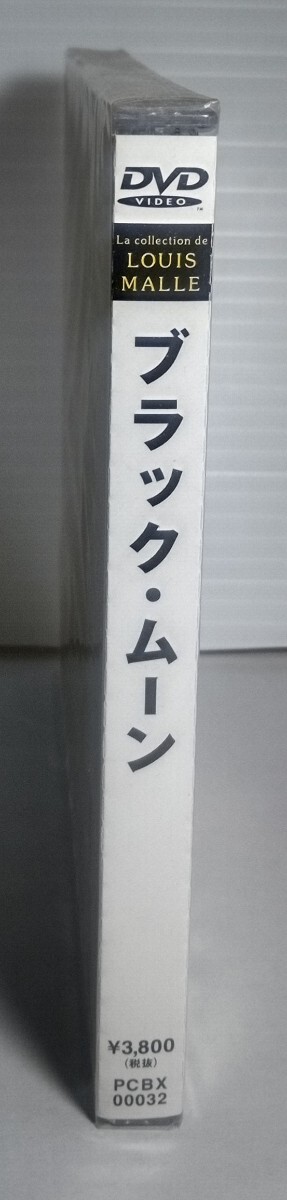 DVD
VIDEO
TM
La collection de
LOUIS
MALLE
ブラック・ムーン
¥3,800
(税抜)
PCBX
00032